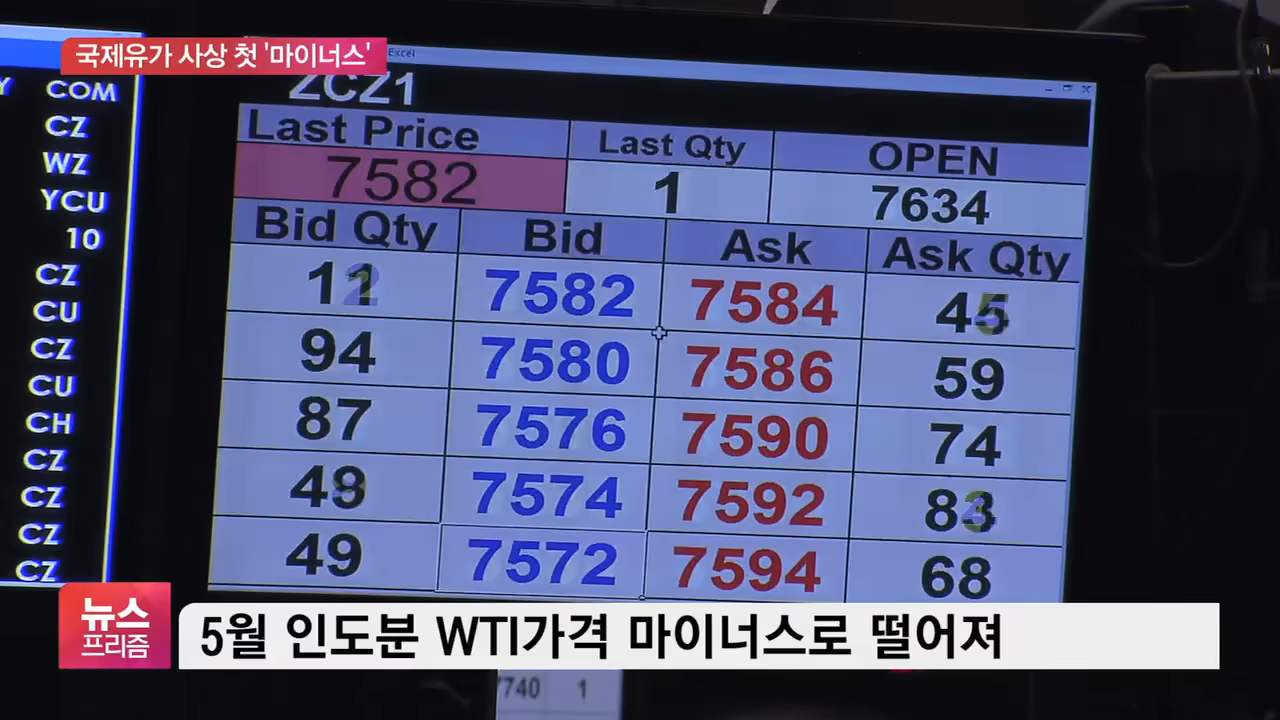 국제유가 사상 첫 '마이너스'
Excel
COM
CZ
WZ
YCU
10
CZ
CU
CZ
CU
CH
CZ
CZ
CZ
CZ
ZCZ1
Last Price Last Qty OPEN
7582 1 7634
Bid Qty Bid Ask Ask Qty
7582 7584
94 7580 7586 59
87 7576 7590 74
7574 7592
49 7572 7594 68
뉴스
프리즘
5월 인도분 WTI가격 마이너스로 떨어져
7740 1